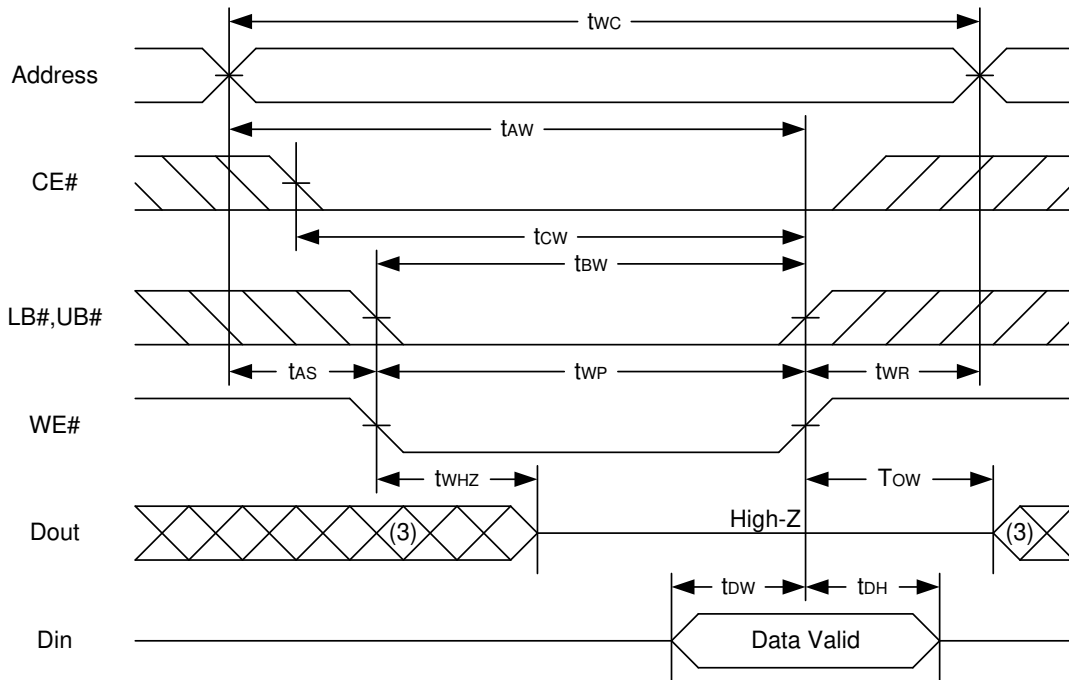 tWC
Address
tAW
CE#
tCW
tBW
LB#,UB#
tAS
tWP
tWR
WE#
tWHZ
TOW
Dout
(3)
High-Z
(3)
tDW
tDH
Din
Data Valid